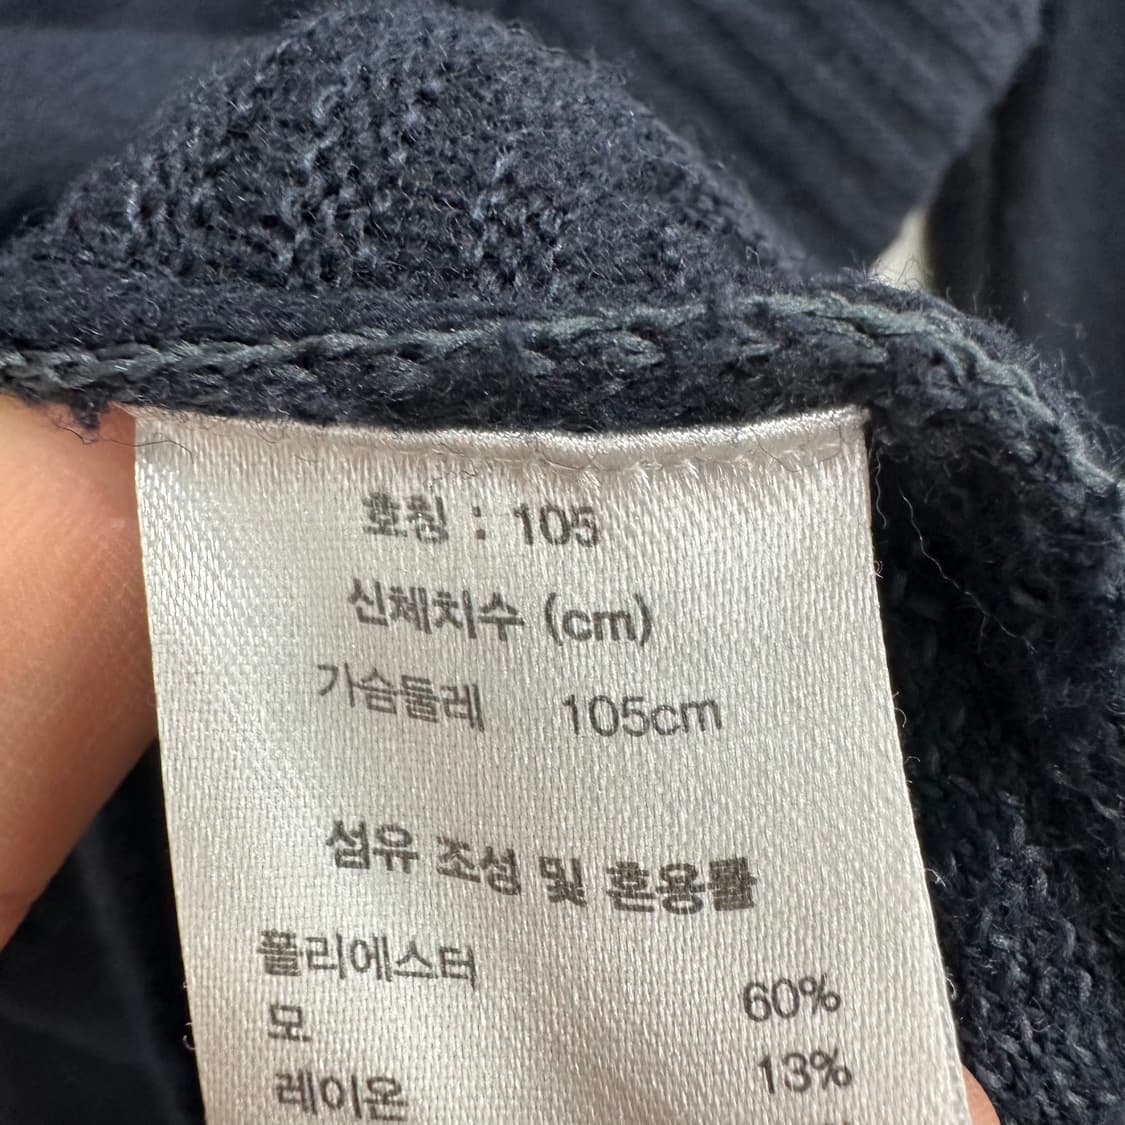 호칭 : 105
신체치수 (cm)
가슴둘레 105cm
섬유 조성 및 혼용률
폴리에스터 60%
모 13%
레이온